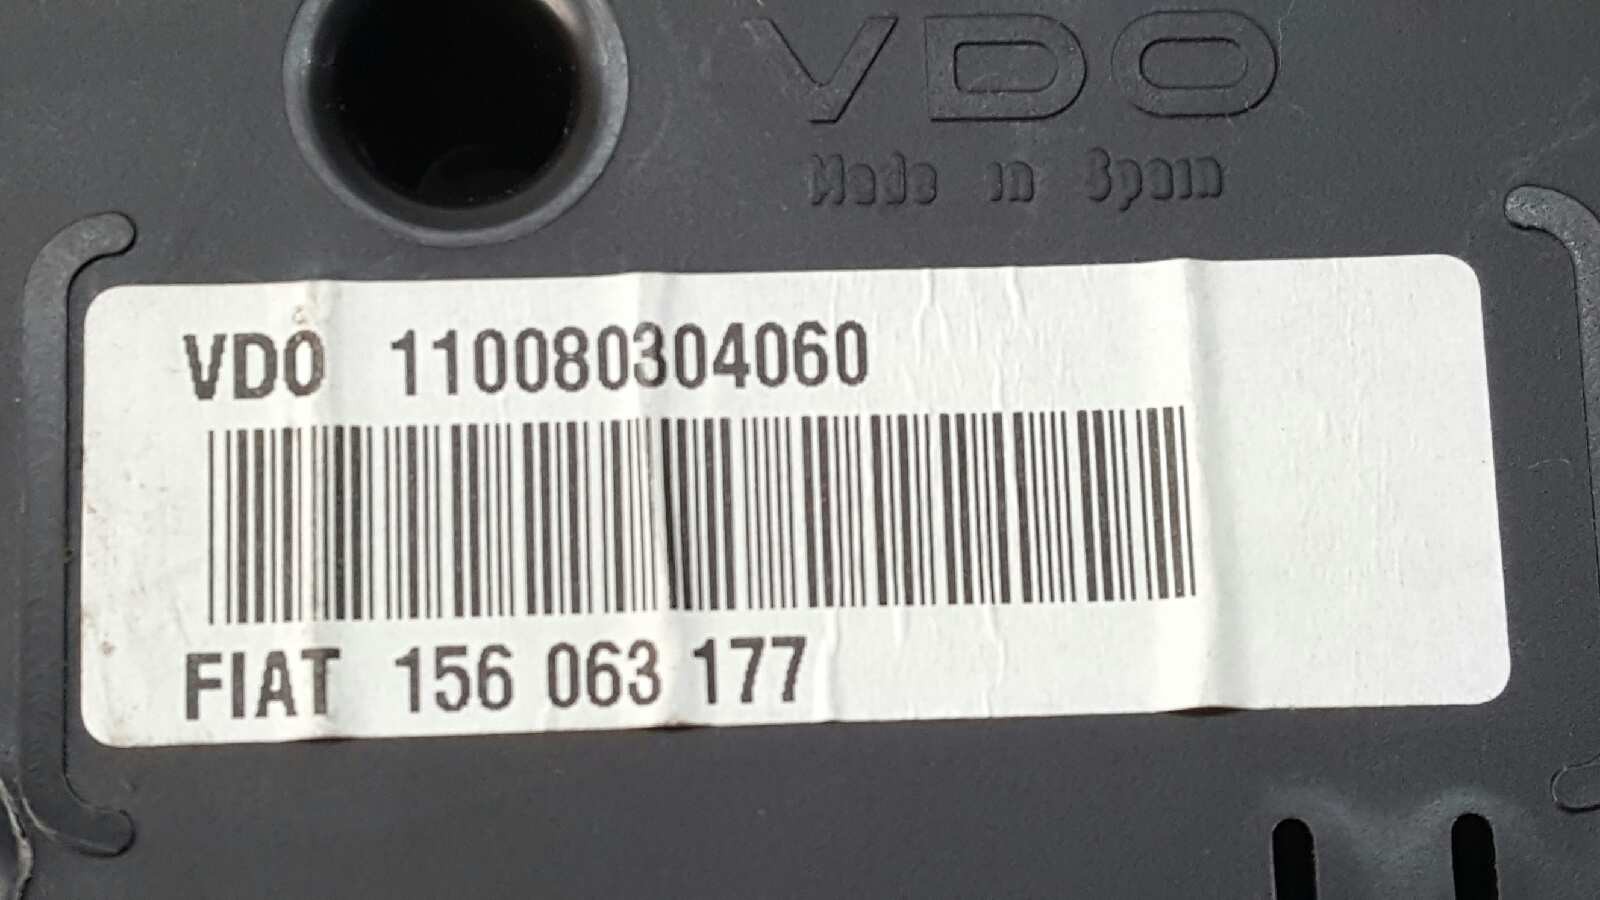 VDO
Made in Spain
VDO 110080304060
FIAT 156 063 177